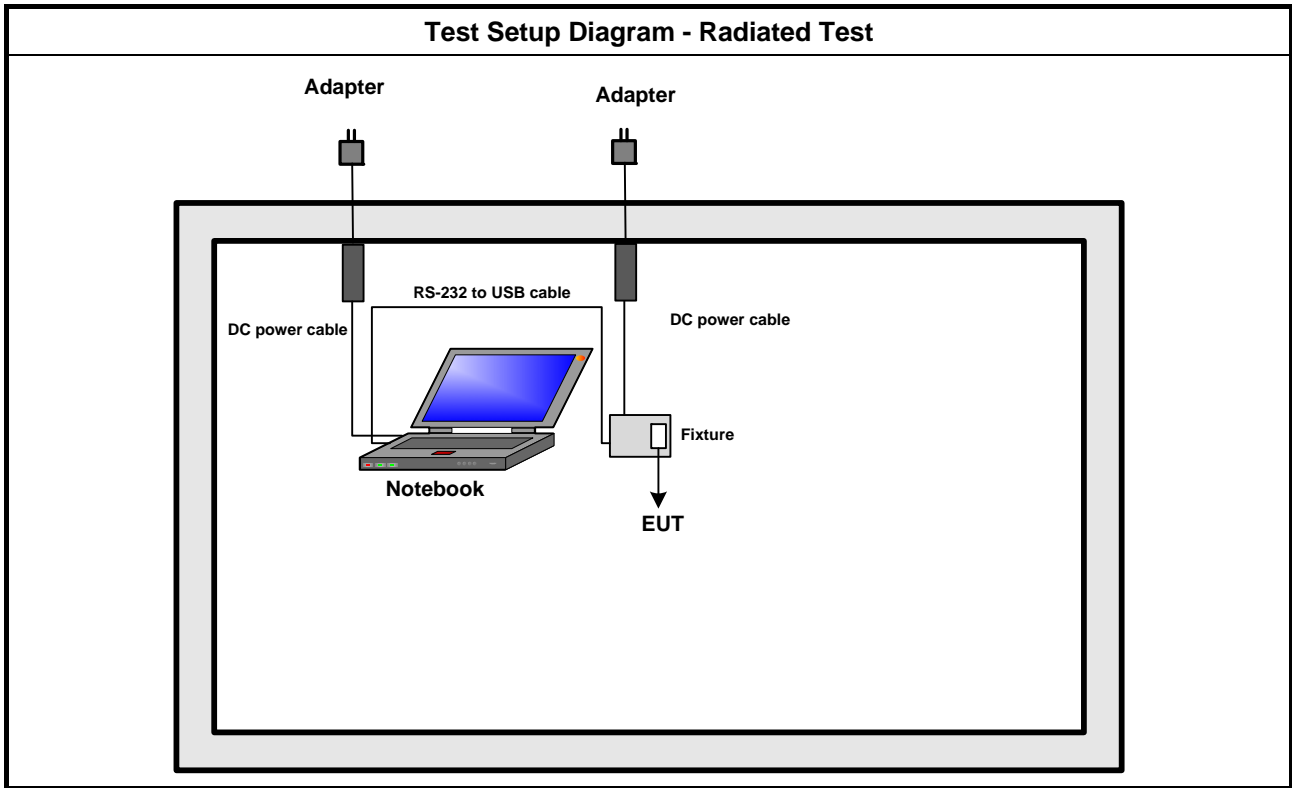 Test Setup Diagram - Radiated Test
Adapter
Adapter
RS-232 to USB cable
DC power cable
DC power cable
Fixture
Notebook
EUT